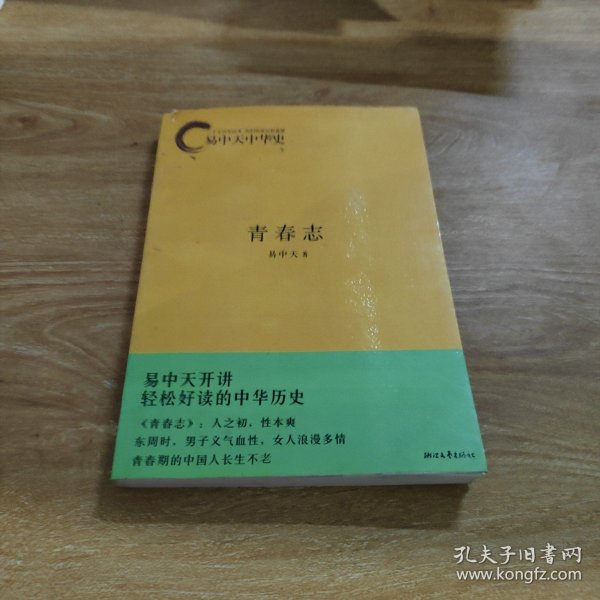 易中天中华史
青春志
易中天 著
易中天开讲
轻松好读的中华历史
《青春志》：人之初，性本爽
东周时，男子义气血性，女人浪漫多情
青春期的中国人长生不老
浙江文艺出版社
孔夫子旧书网
www.kongfz.com